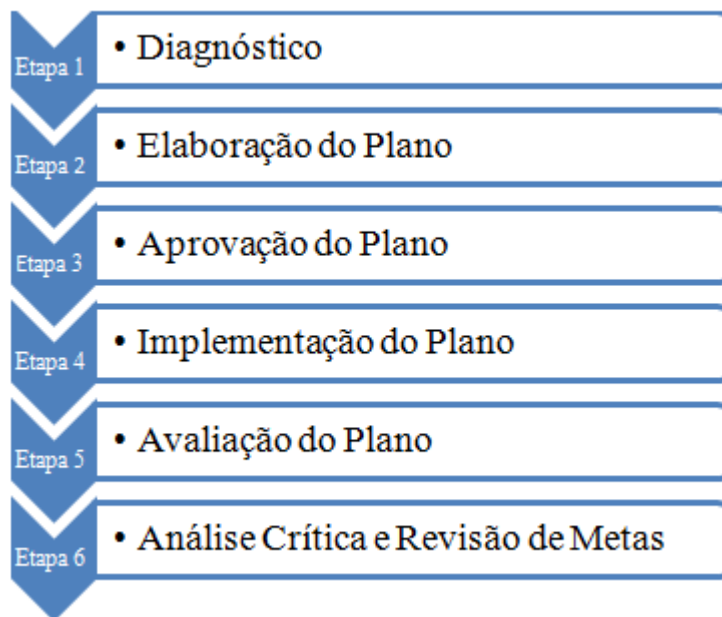 Etapa 1
• Diagnóstico
Etapa 2
• Elaboração do Plano
Etapa 3
• Aprovação do Plano
Etapa 4
• Implementação do Plano
Etapa 5
• Avaliação do Plano
Etapa 6
• Análise Crítica e Revisão de Metas